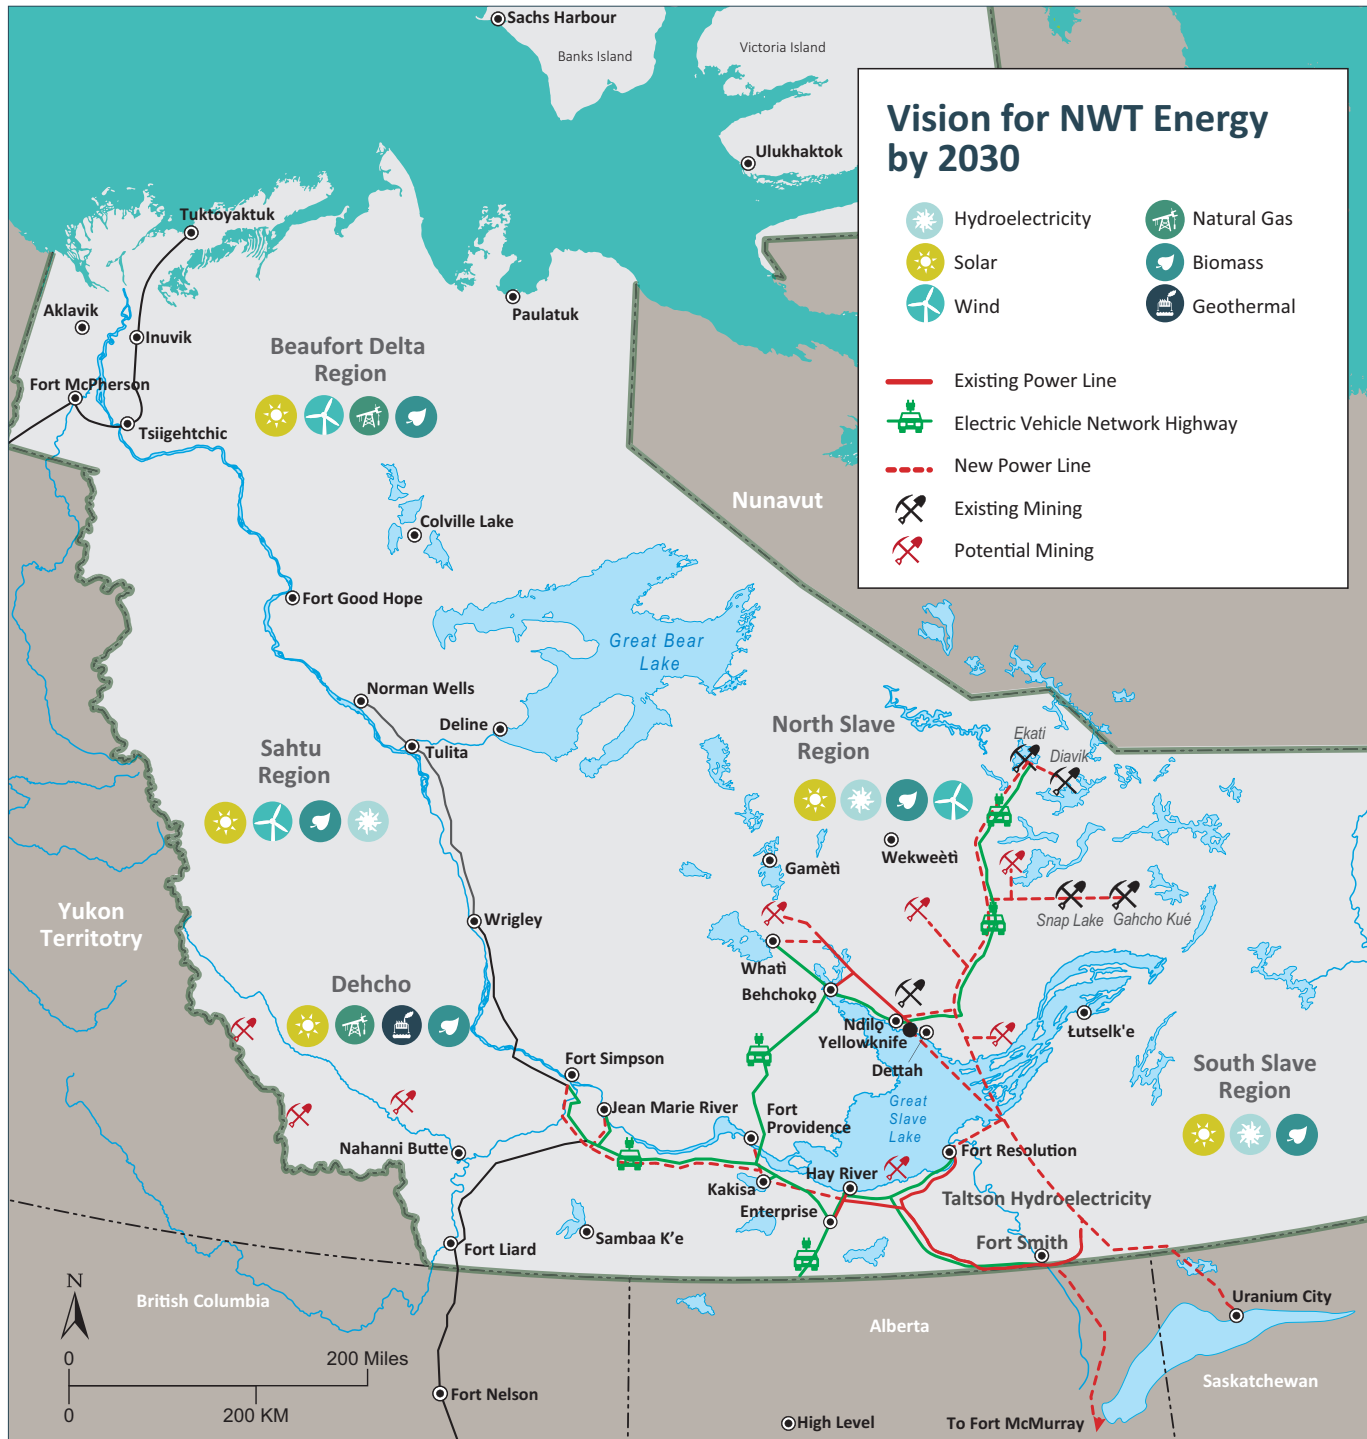 Sachs Harbour
Banks Island
Victoria Island
Ulukhaktok
Vision for NWT Energy
by 2030
Hydroelectricity
Natural Gas
Solar
Biomass
Wind
Geothermal
Existing Power Line
Electric Vehicle Network Highway
New Power Line
Existing Mining
Potential Mining
Tuktoyaktuk
Aklavik
Inuvik
Paulatuk
Fort McPherson
Tsiigehtchic
Beaufort Delta
Region
Nunavut
Colville Lake
Fort Good Hope
Great Bear
Lake
Norman Wells
Deline
Tulita
Sahtu
Region
North Slave
Region
Ekati
Diavik
Wekweètì
Gamètì
Snap Lake
Gahcho Kué
Yukon
Territotry
Wrigley
Whatì
Behchokǫ
Dehcho
Ndilǫ
Yellowknife
Dettah
Łutselk'e
Fort Simpson
Jean Marie River
Fort
Providence
Great
Slave
Lake
South Slave
Region
Nahanni Butte
Kakisa
Hay River
Fort Resolution
Enterprise
Taltson Hydroelectricity
Sambaa K'e
Fort Smith
Fort Liard
N
British Columbia
Alberta
Uranium City
0
200 Miles
0
200 KM
Fort Nelson
High Level
To Fort McMurray
Saskatchewan